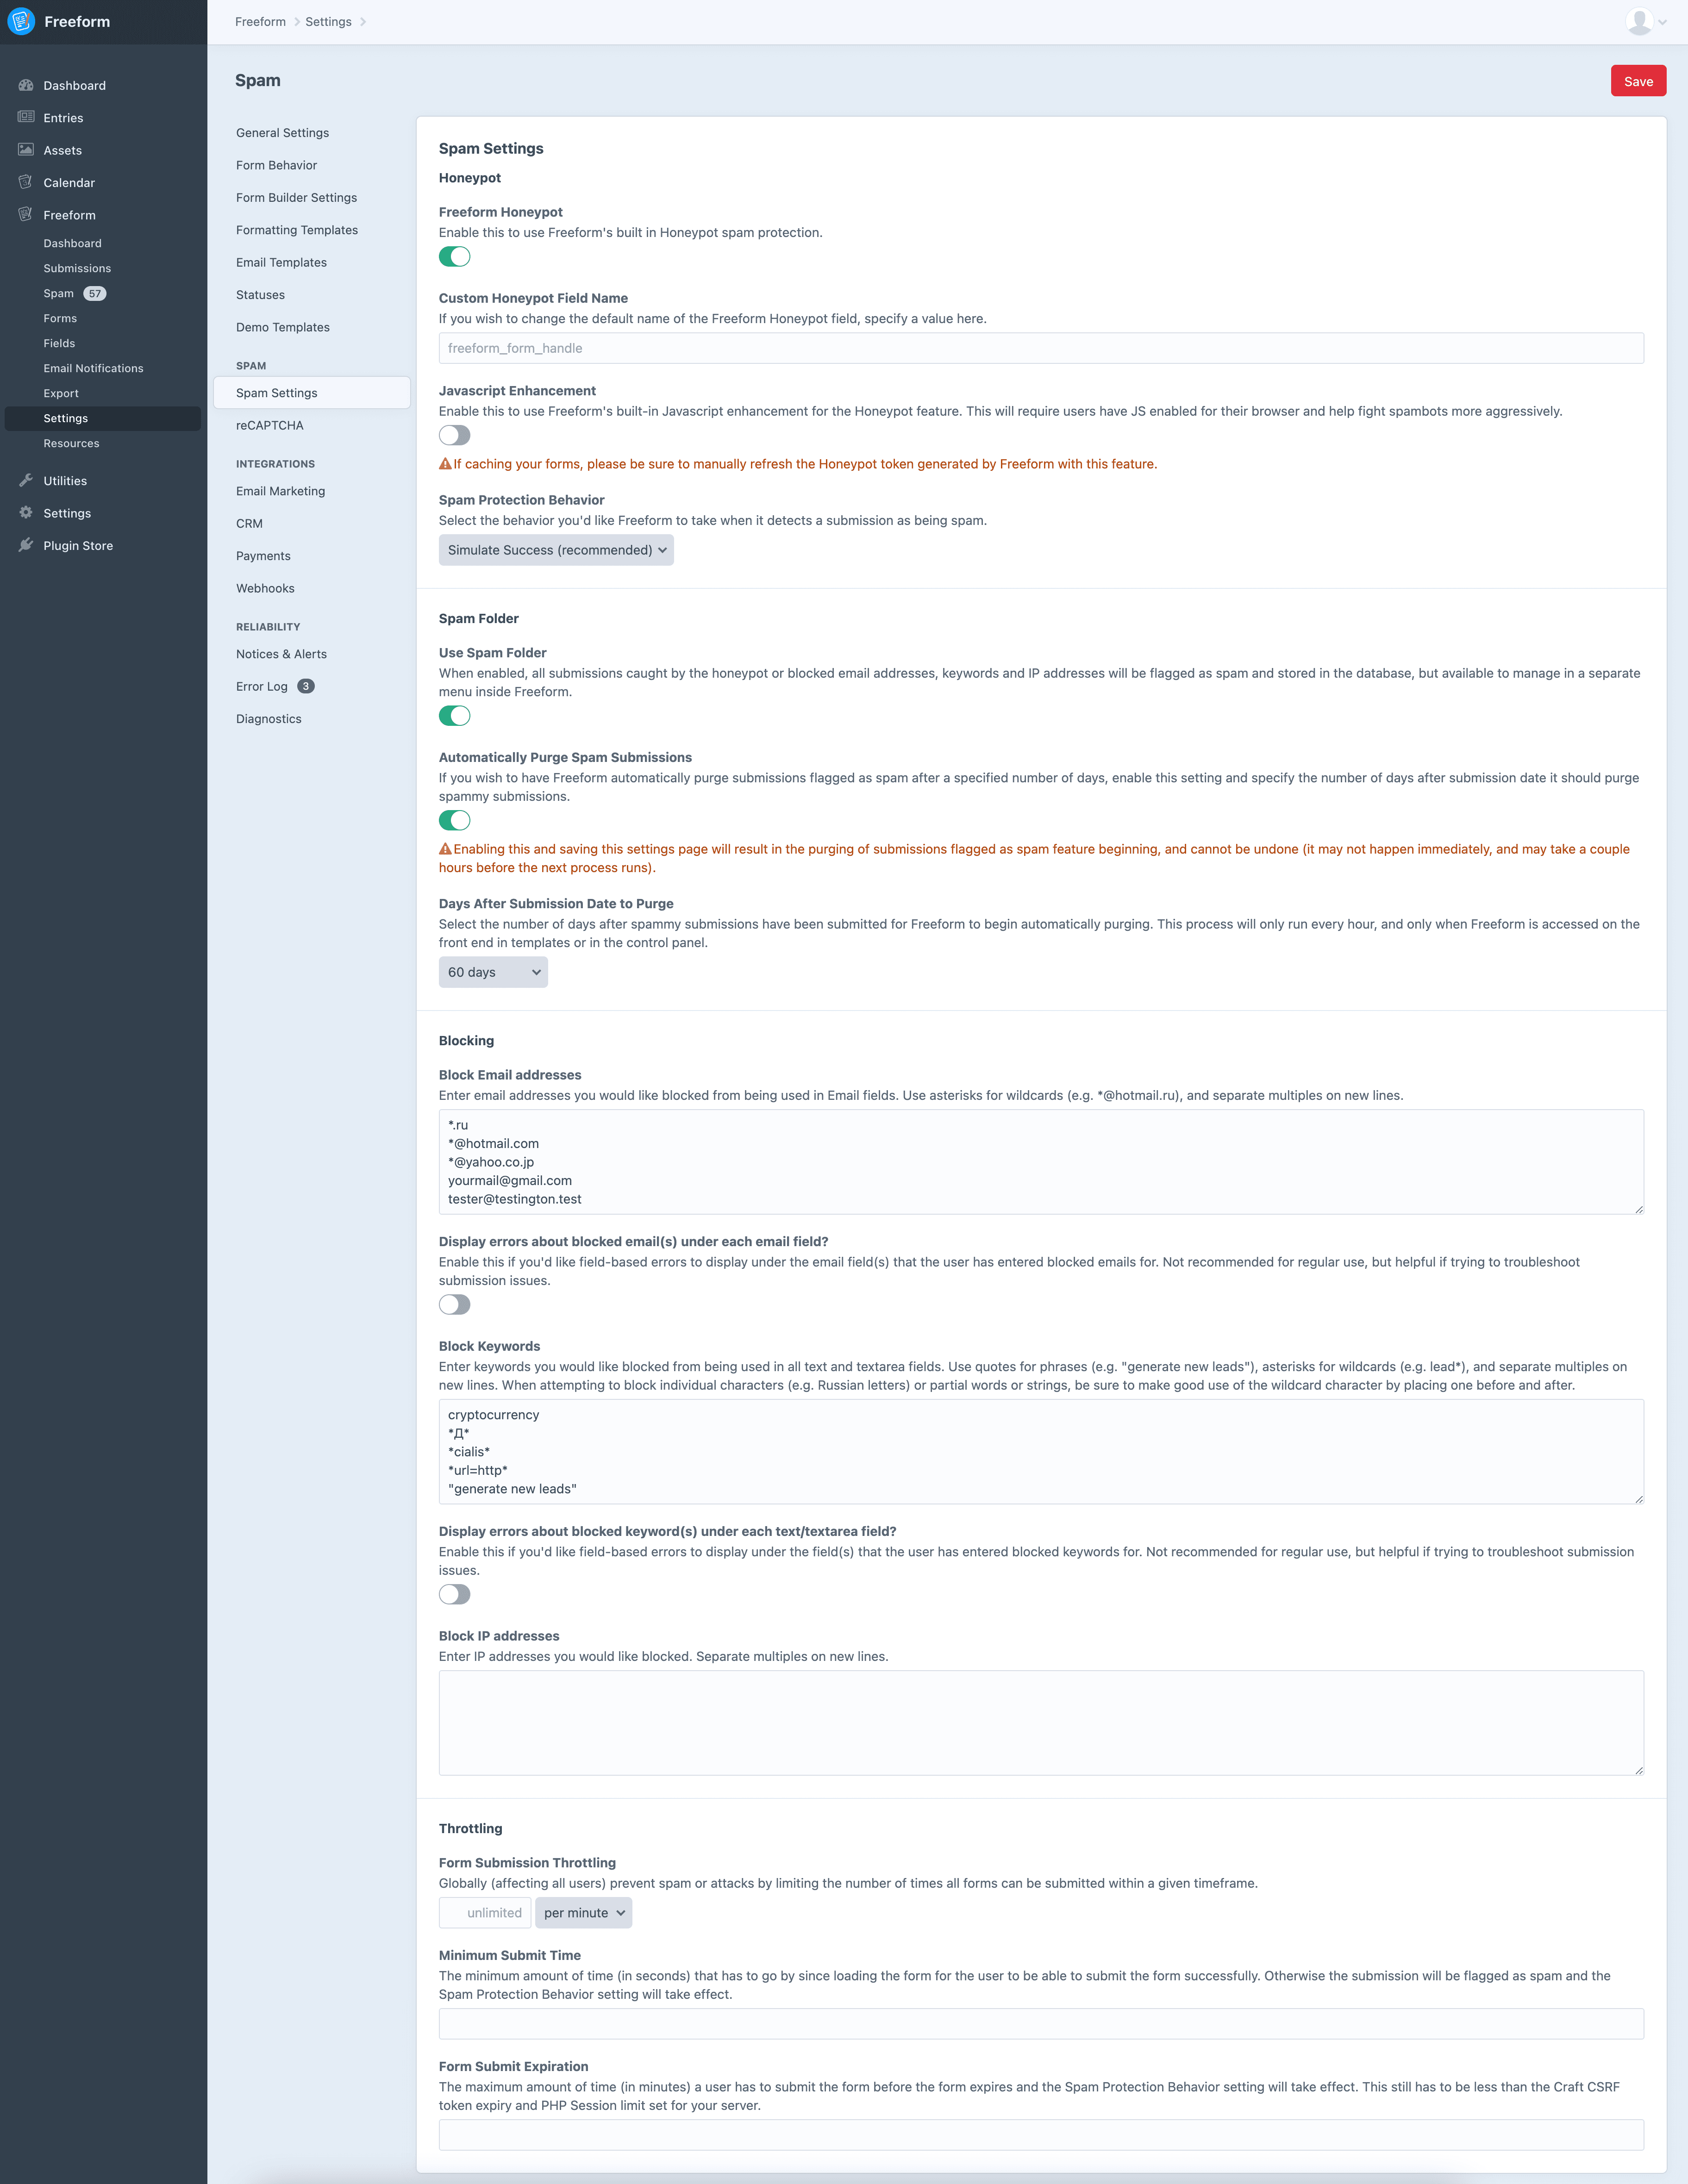 Freeform
Freeform
Settings
Dashboard
Entries
Assets
Calendar
Freeform
Dashboard
Submissions
Spam 57
Forms
Fields
Email Notifications
Export
Settings
Resources
Utilities
Settings
Plugin Store
Spam
Save
General Settings
Form Behavior
Form Builder Settings
Formatting Templates
Email Templates
Statuses
Demo Templates
SPAM
Spam Settings
reCAPTCHA
INTEGRATIONS
Email Marketing
CRM
Payments
Webhooks
RELIABILITY
Notices & Alerts
Error Log 3
Diagnostics
Spam Settings
Honeypot
Freeform Honeypot
Enable this to use Freeform's built in Honeypot spam protection.
Custom Honeypot Field Name
If you wish to change the default name of the Freeform Honeypot field, specify a value here.
freeform_form_handle
Javascript Enhancement
Enable this to use Freeform's built-in Javascript enhancement for the Honeypot feature. This will require users have JS enabled for their browser and help fight spambots more aggressively.
If caching your forms, please be sure to manually refresh the Honeypot token generated by Freeform with this feature.
Spam Protection Behavior
Select the behavior you'd like Freeform to take when it detects a submission as being spam.
Simulate Success (recommended)
Spam Folder
Use Spam Folder
When enabled, all submissions caught by the honeypot or blocked email addresses, keywords and IP addresses will be flagged as spam and stored in the database, but available to manage in a separate
menu inside Freeform.
Automatically Purge Spam Submissions
If you wish to have Freeform automatically purge submissions flagged as spam after a specified number of days, enable this setting and specify the number of days after submission date it should purge
spammy submissions.
Enabling this and saving this settings page will result in the purging of submissions flagged as spam feature beginning, and cannot be undone (it may not happen immediately, and may take a couple
hours before the next process runs).
Days After Submission Date to Purge
Select the number of days after spammy submissions have been submitted for Freeform to begin automatically purging. This process will only run every hour, and only when Freeform is accessed on the
front end in templates or in the control panel.
60 days
Blocking
Block Email addresses
Enter email addresses you would like blocked from being used in Email fields. Use asterisks for wildcards (e.g. *@hotmail.ru), and separate multiples on new lines.
*.ru
*@hotmail.com
*@yahoo.co.jp
yourmail@gmail.com
tester@testington.test
Display errors about blocked email(s) under each email field?
Enable this if you'd like field-based errors to display under the email field(s) that the user has entered blocked emails for. Not recommended for regular use, but helpful if trying to troubleshoot
submission issues.
Block Keywords
Enter keywords you would like blocked from being used in all text and textarea fields. Use quotes for phrases (e.g. "generate new leads"), asterisks for wildcards (e.g. lead*), and separate multiples on
new lines. When attempting to block individual characters (e.g. Russian letters) or partial words or strings, be sure to make good use of the wildcard character by placing one before and after.
cryptocurrency
*Д*
*cialis*
*url=http*
"generate new leads"
Display errors about blocked keyword(s) under each text/textarea field?
Enable this if you'd like field-based errors to display under the field(s) that the user has entered blocked keywords for. Not recommended for regular use, but helpful if trying to troubleshoot submission
issues.
Block IP addresses
Enter IP addresses you would like blocked. Separate multiples on new lines.
Throttling
Form Submission Throttling
Globally (affecting all users) prevent spam or attacks by limiting the number of times all forms can be submitted within a given timeframe.
unlimited per minute
Minimum Submit Time
The minimum amount of time (in seconds) that has to go by since loading the form for the user to be able to submit the form successfully. Otherwise the submission will be flagged as spam and the
Spam Protection Behavior setting will take effect.
Form Submit Expiration
The maximum amount of time (in minutes) a user has to submit the form before the form expires and the Spam Protection Behavior setting will take effect. This still has to be less than the Craft CSRF
token expiry and PHP Session limit set for your server.